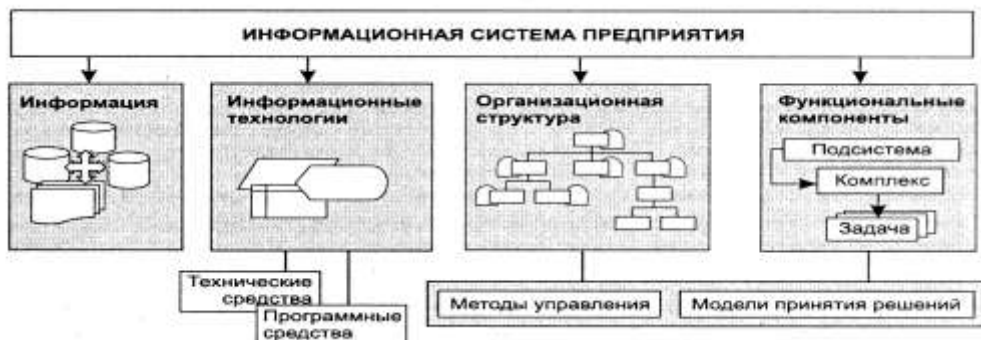 ИНФОРМАЦИОННАЯ СИСТЕМА ПРЕДПРИЯТИЯ
Информация
Информационные
технологии
Технические
средства
Программные
средства
Организационная
структура
Методы управления
Функциональные
компоненты
Подсистема
Комплекс
Задача
Модели принятия решений